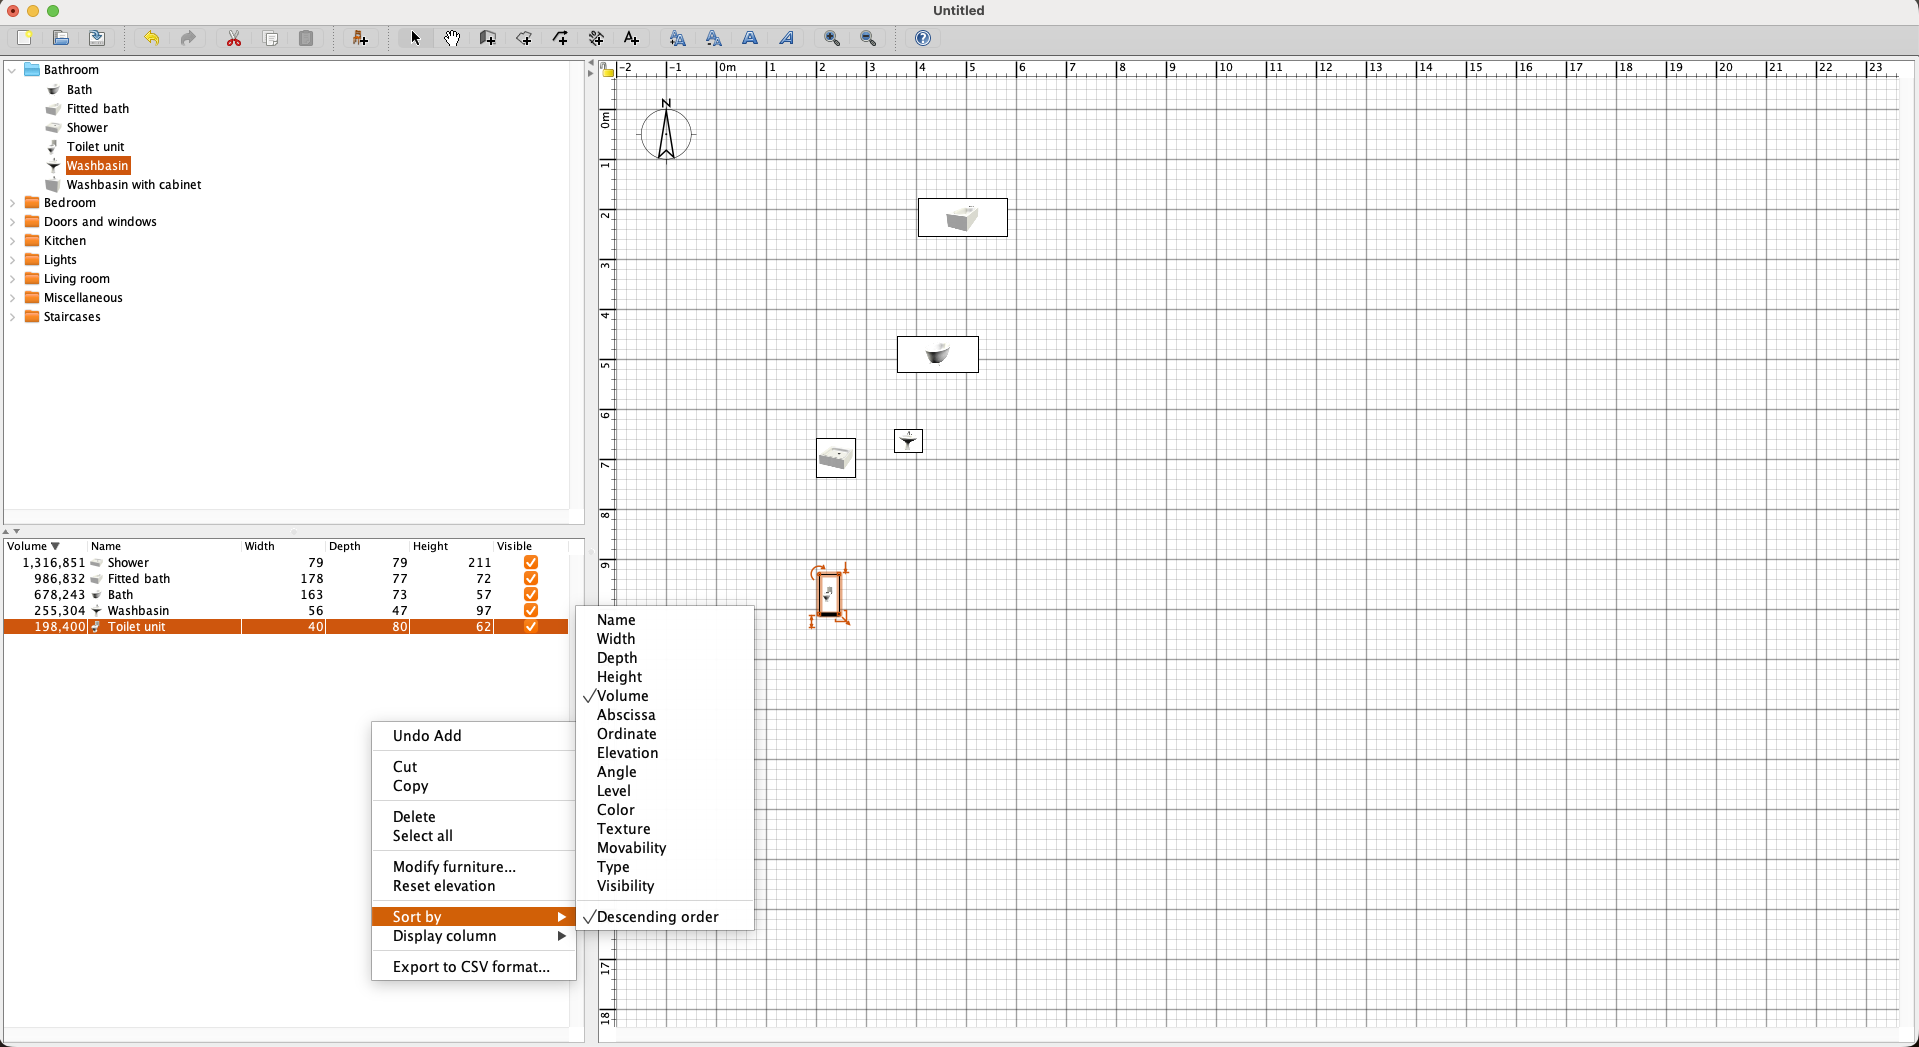 Untitled
Bathroom
Bath
Fitted bath
Shower
Toilet unit
Washbasin
Washbasin with cabinet
Bedroom
Doors and windows
Kitchen
Lights
Living room
Miscellaneous
Staircases
Volume Name Width Depth Height Visible
1,316,851 Shower 79 79 211
986,832 Fitted bath 178 77 72
678,243 Bath 163 73 57
255,304 Washbasin 56 47 97
198,400 Toilet unit 40 80 62
Undo Add
Cut
Copy
Delete
Select all
Modify furniture...
Reset elevation
Sort by
Display column
Export to CSV format...
Name
Width
Depth
Height
Volume
Abscissa
Ordinate
Elevation
Angle
Level
Color
Texture
Movability
Type
Visibility
Descending order
-2 -1 0m 1 2 3 4 5 6 7 8 9 10 11 12 13 14 15 16 17 18 19 20 21 22 23
N
0m
1
2
3
4
5
6
7
8
9
17
18